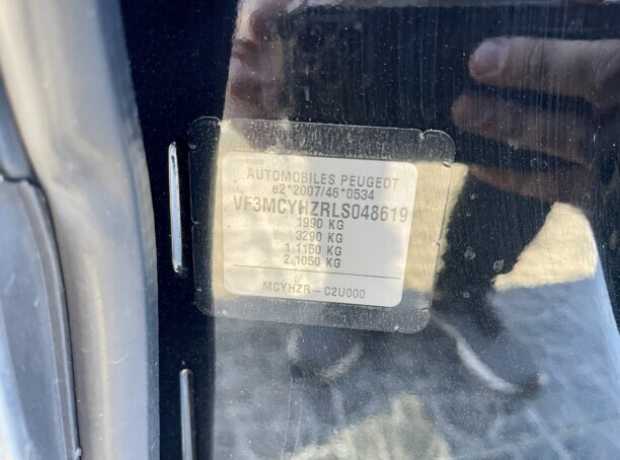 AUTOMOBILES PEUGEOT
e2*2007/46*0534
VF3MCYHZRLS048619
1990 KG
3290 KG
1 1150 KG
2 1050 KG
MCYHZR - C2U000